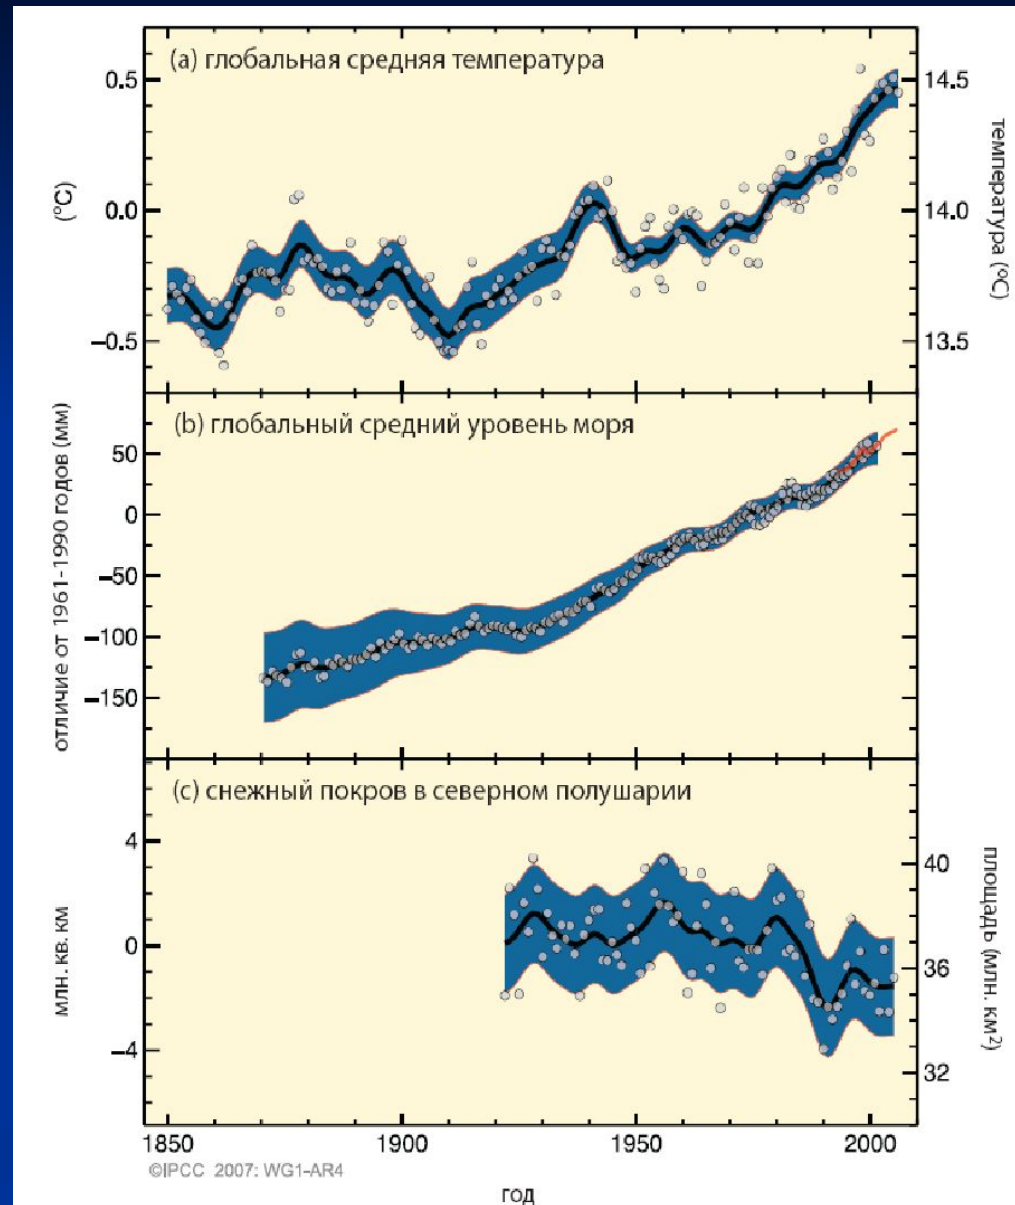 (a) глобальная средняя температура
0.5
0.0
−0.5
(°C)
14.5
14.0
13.5
температура (°C)
отличие от 1961-1990 годов (мм)
(b) глобальный средний уровень моря
50
0
−50
−100
−150
(c) снежный покров в северном полушарии
4
0
−4
млн. кв. км
40
36
32
площадь (млн. км²)
1850 1900 1950 2000
©IPCC 2007: WG1-AR4
год